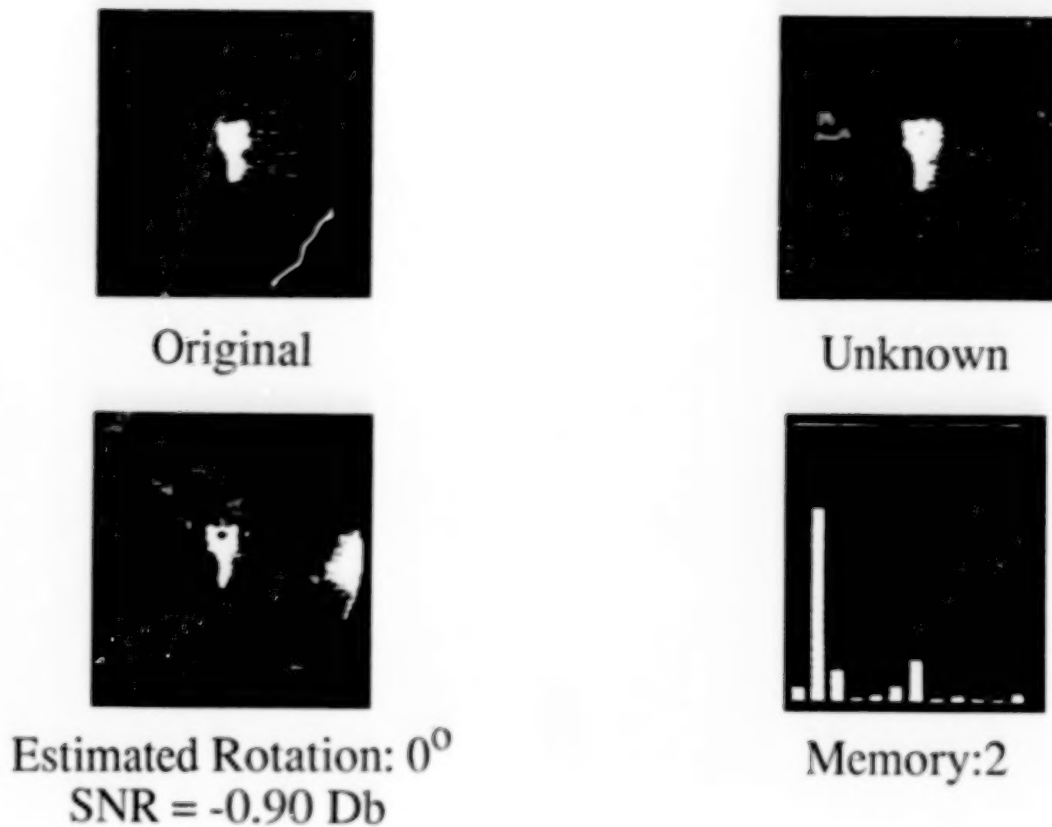 Original
Unknown
Estimated Rotation: 0°
SNR = -0.90 Db
Memory:2